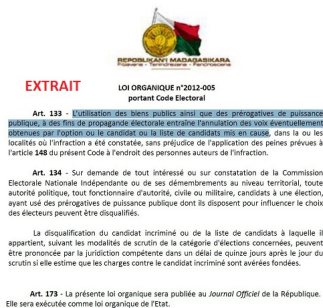 REPOBLIKAN'I MADAGASIKARA
Fitiavana - Tanindrazana - Fandrosoana
EXTRAIT
LOI ORGANIQUE n°2012-005
portant Code Electoral
Art. 133 - L'utilisation des biens publics ainsi que des prérogatives de puissance
publique, à des fins de propagande électorale entraîne l'annulation des voix éventuellement
obtenues par l'option ou le candidat ou la liste de candidats mis en cause, dans la ou les
localités où l'infraction a été constatée, sans préjudice de l'application des peines prévues à
l'article 148 du présent Code à l'endroit des personnes auteurs de l'infraction.
Art. 134 - Sur demande de tout intéressé ou sur constatation de la Commission
Electorale Nationale Indépendante ou de ses démembrements au niveau territorial, toute
autorité politique, tout fonctionnaire d'autorité, civile ou militaire, candidats à une élection,
ayant usé des prérogatives de puissance publique dont ils disposent pour influencer le choix
des électeurs peuvent être disqualifiés.
La disqualification du candidat incriminé ou de la liste de candidats à laquelle il
appartient, suivant les modalités de scrutin de la catégorie d'élections concernées, peuvent
être prononcée par la juridiction compétente dans un délai de quinze jours après le jour du
scrutin si elle estime que les charges contre le candidat incriminé sont avérées fondées.
Art. 173 - La présente loi organique sera publiée au Journal Officiel de la République.
Elle sera exécutée comme loi organique de l'Etat.